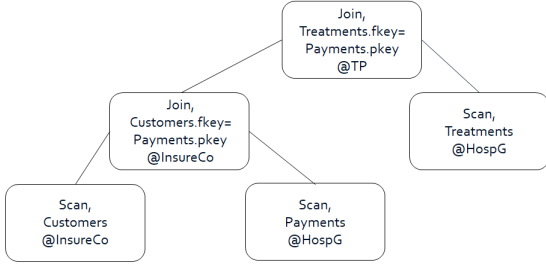 Join,
Treatments.fkey=
Payments.pkey
@TP
Join,
Customers.fkey=
Payments.pkey
@InsureCo
Scan,
Treatments
@HospG
Scan,
Customers
@InsureCo
Scan,
Payments
@HospG